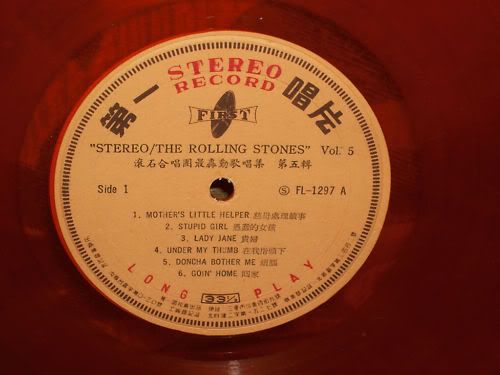 STEREO
RECORD
第一 唱片
FIRST
"STEREO/THE ROLLING STONES" Vol. 5
滾石合唱團最轟動歌唱集 第五輯
Side 1
Ⓢ FL-1297 A
1. MOTHER'S LITTLE HELPER 慈母處理瑣事
2. STUPID GIRL 愚蠢的女孩
3. LADY JANE 貴婦
4. UNDER MY THUMB 在我指頭下
5. DONCHA BOTHER ME 煩腦
6. GOIN' HOME 回家
LONG 33⅓ PLAY